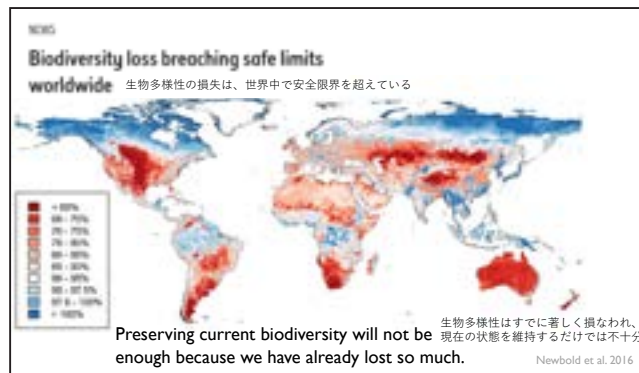 NEWS
Biodiversity loss breaching safe limits
worldwide 生物多様性の損失は、世界中で安全限界を超えている
Preserving current biodiversity will not be
enough because we have already lost so much.
生物多様性はすでに著しく損なわれ、
現在の状態を維持するだけでは不十分
Newbold et al. 2016